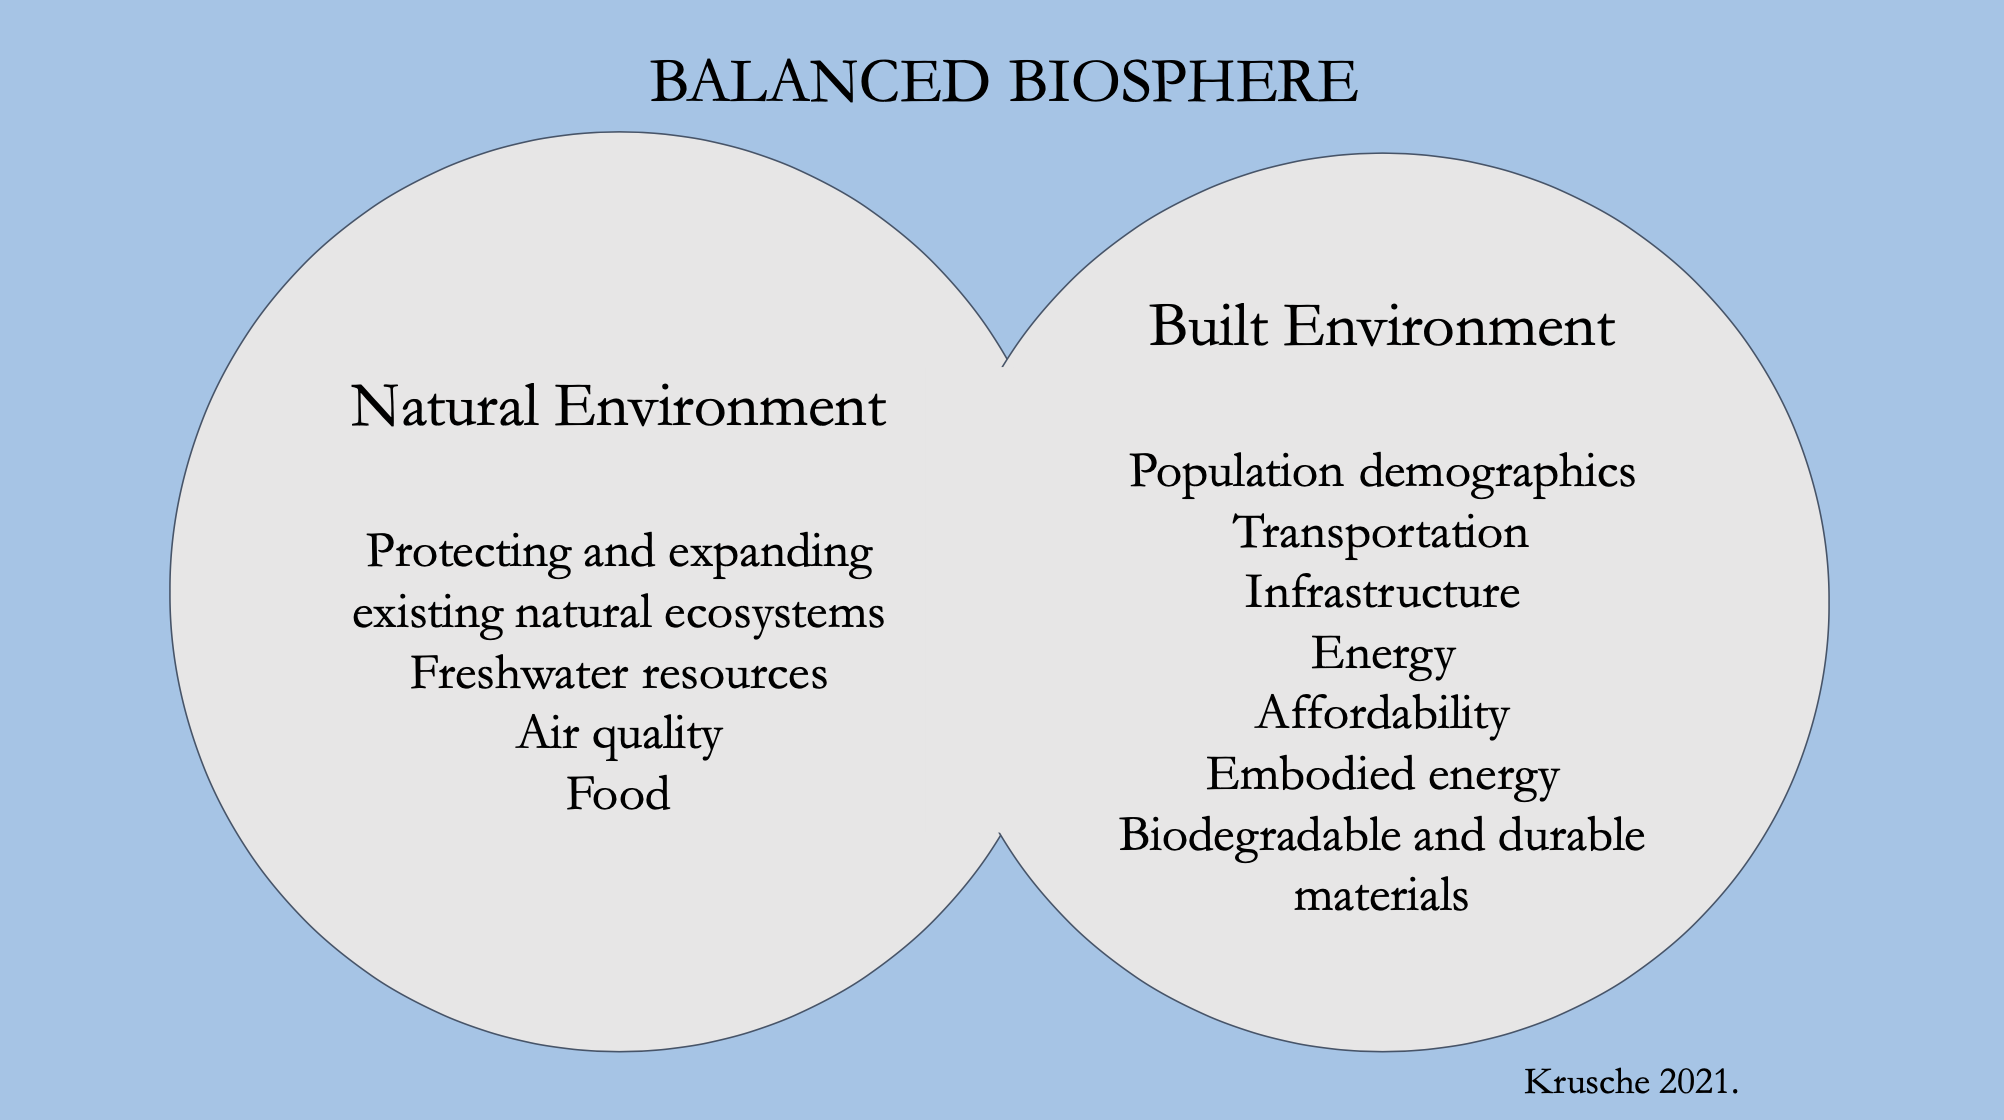 BALANCED BIOSPHERE
Natural Environment
Protecting and expanding
existing natural ecosystems
Freshwater resources
Air quality
Food
Built Environment
Population demographics
Transportation
Infrastructure
Energy
Affordability
Embodied energy
Biodegradable and durable
materials
Krusche 2021.